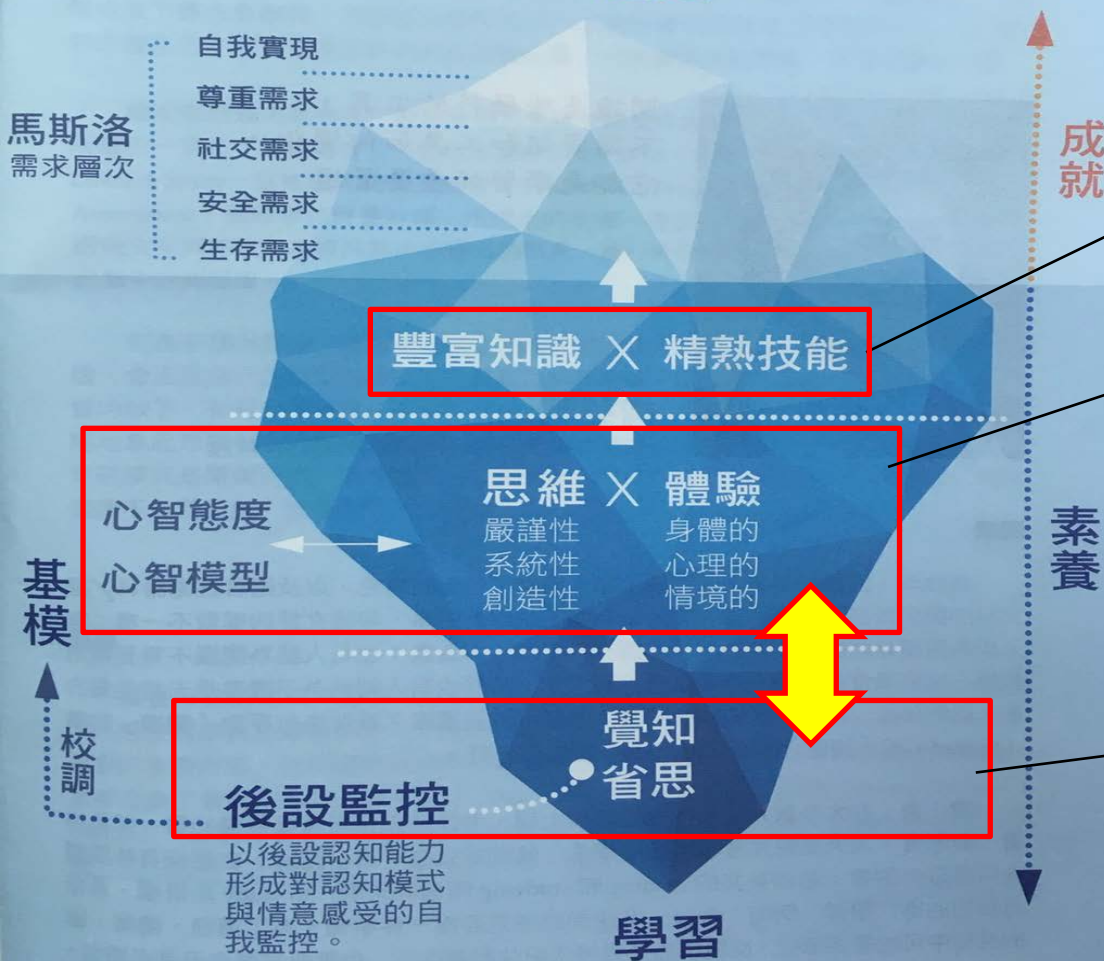 馬斯洛
需求層次
自我實現
尊重需求
社交需求
安全需求
生存需求
成就
豐富知識 X 精熟技能
心智態度
心智模型
思維 X 體驗
嚴謹性 身體的
系統性 心理的
創造性 情境的
基模
素養
校調
覺知
省思
後設監控
以後設認知能力
形成對認知模式
與情意感受的自
我監控。
學習